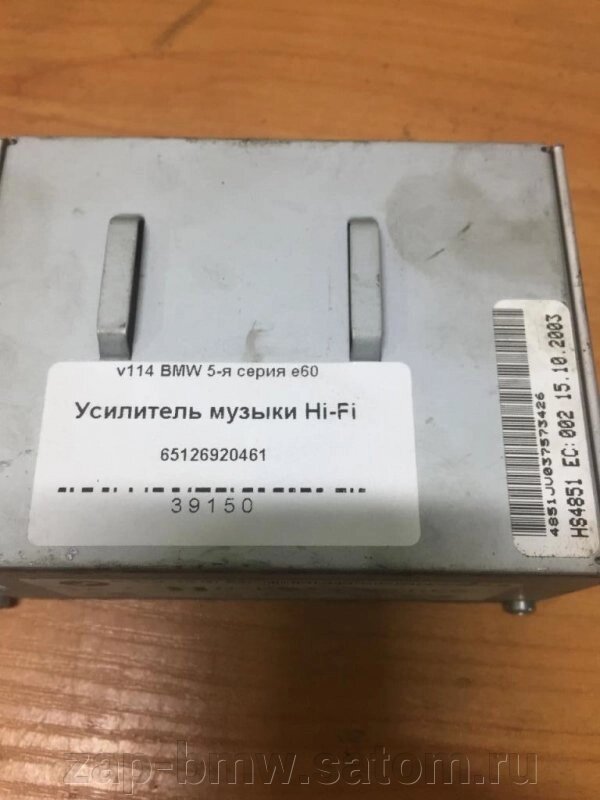 v114 BMW 5-я серия e60
Усилитель музыки Hi-Fi
65126920461
39150
4851JU037573426
HS4851 EC:002 15.10.2003
zap-bmw.satom.ru